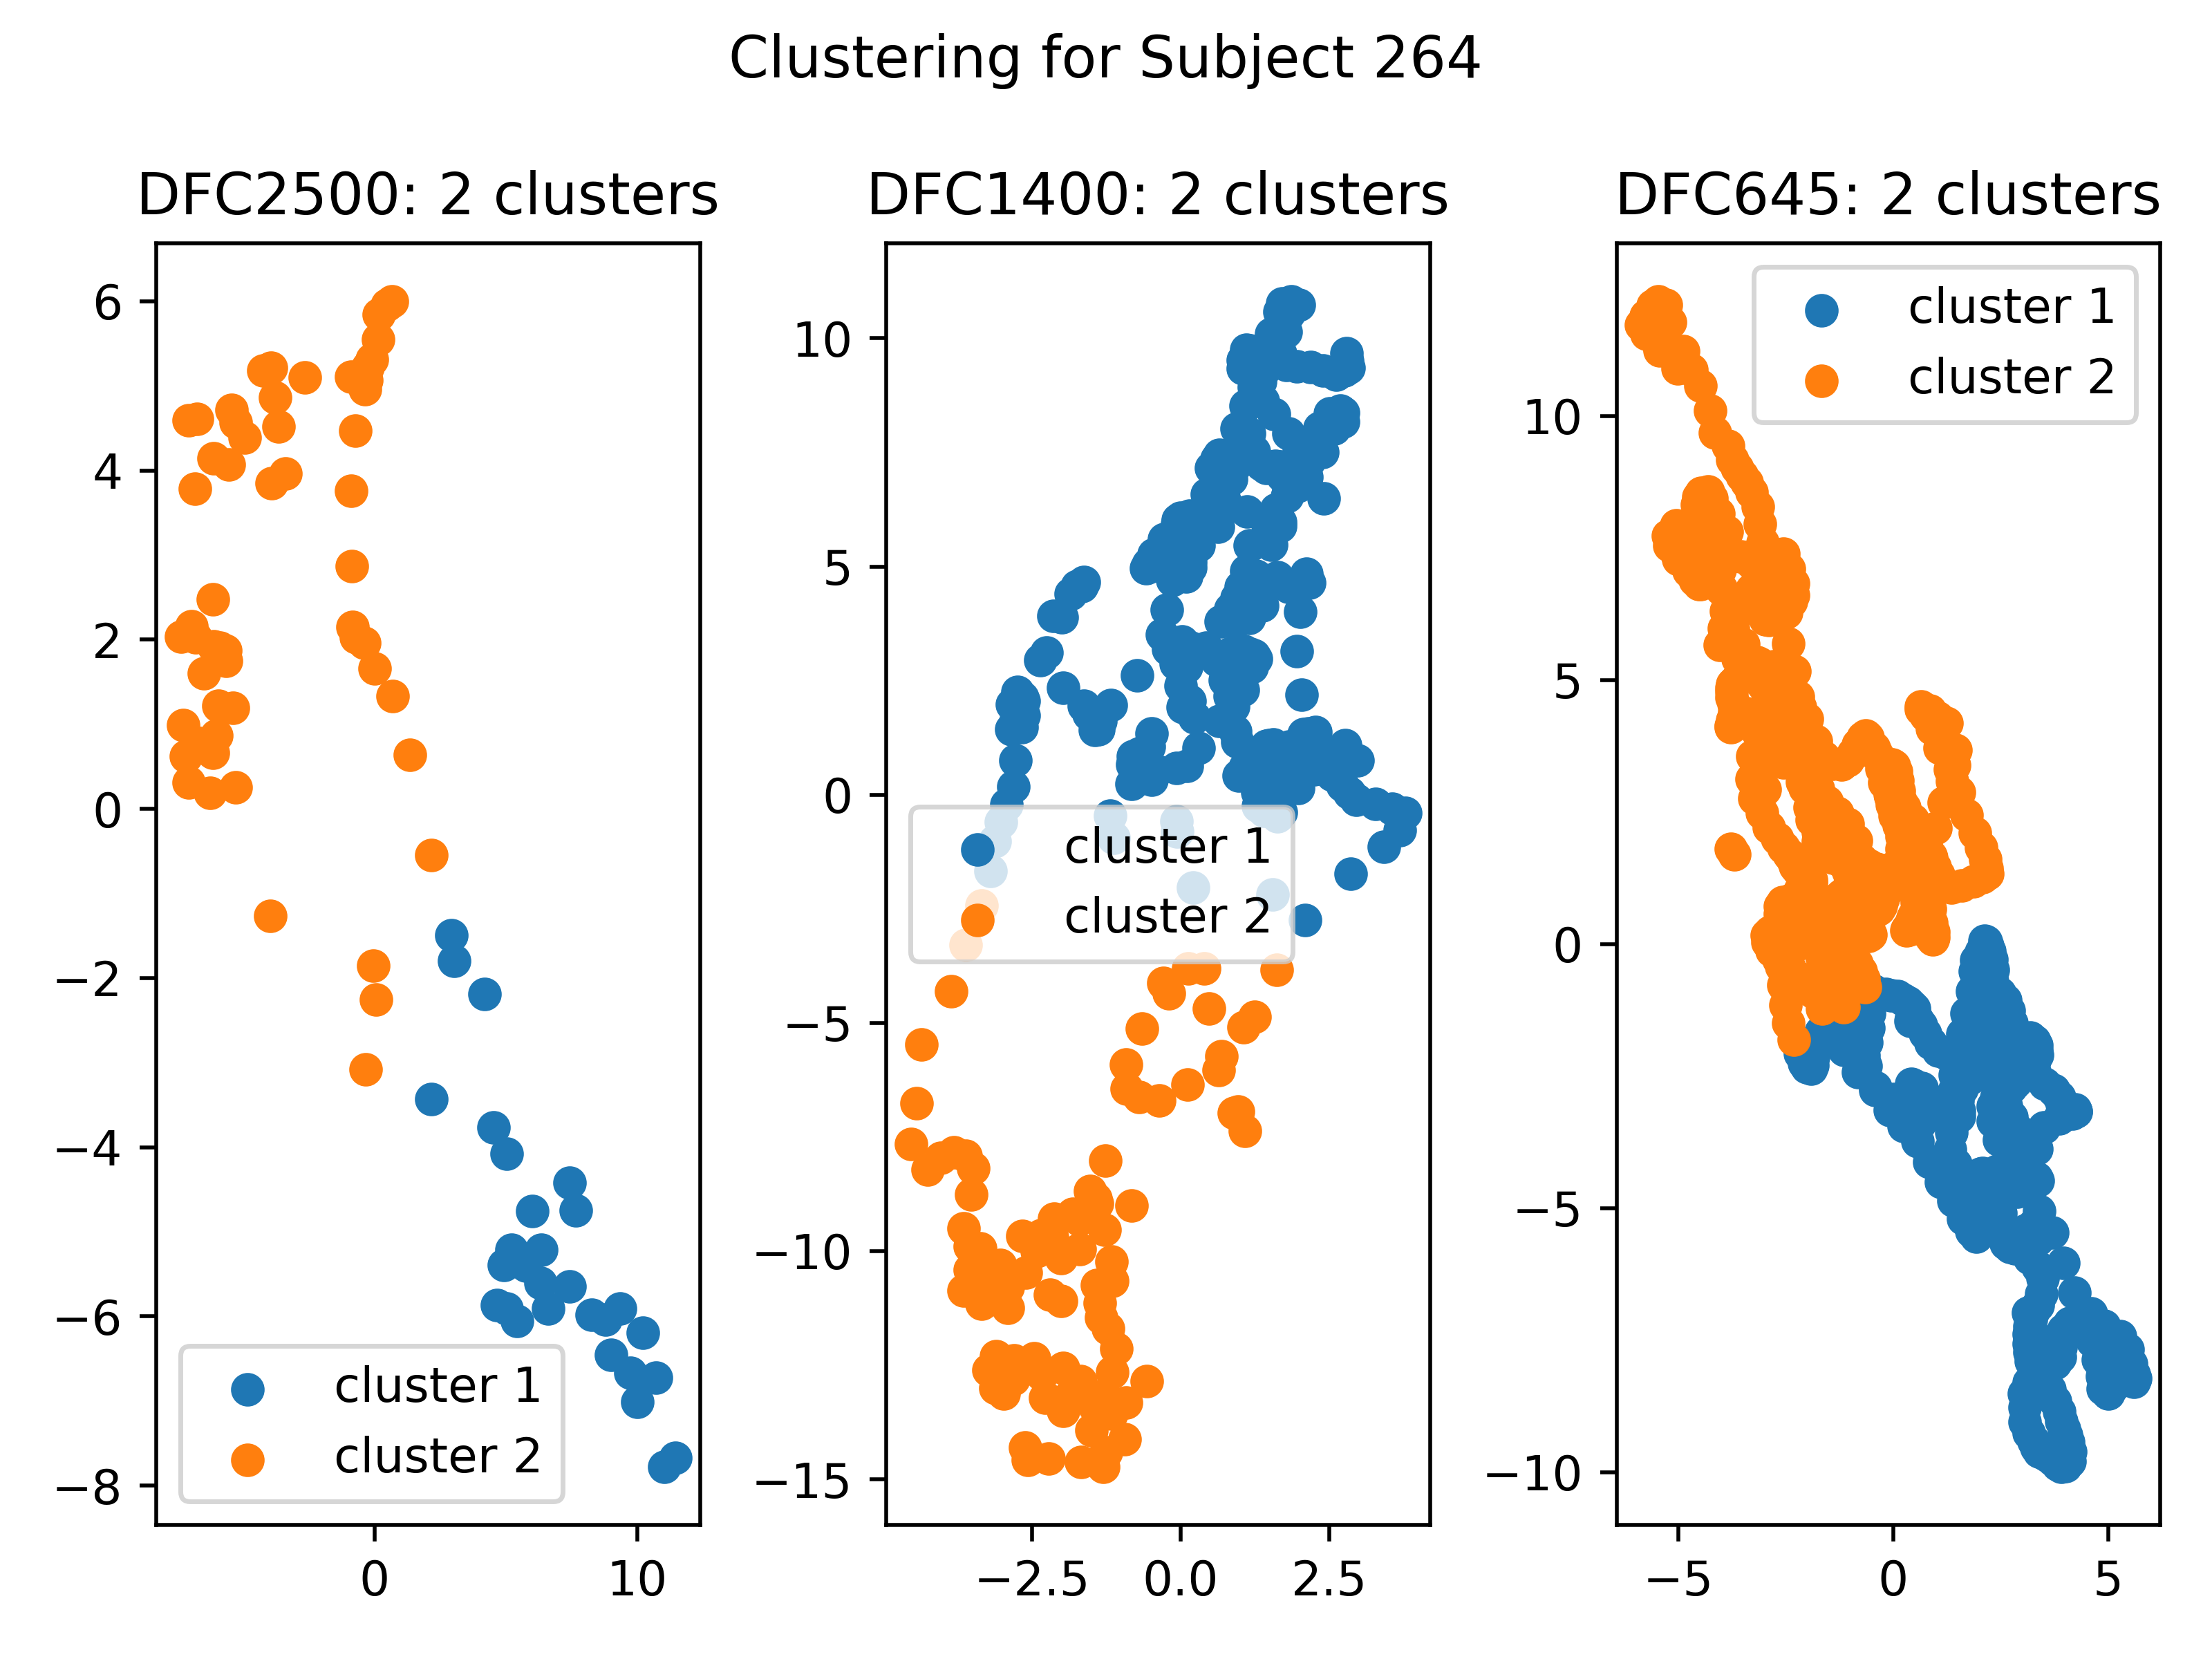 Clustering for Subject 264
DFC2500: 2 clusters
6
4
2
0
−2
−4
−6
−8
0
10
cluster 1
cluster 2
DFC1400: 2 clusters
10
5
0
−5
−10
−15
−2.5
0.0
2.5
cluster 1
cluster 2
DFC645: 2 clusters
10
5
0
−5
−10
−5
0
5
cluster 1
cluster 2